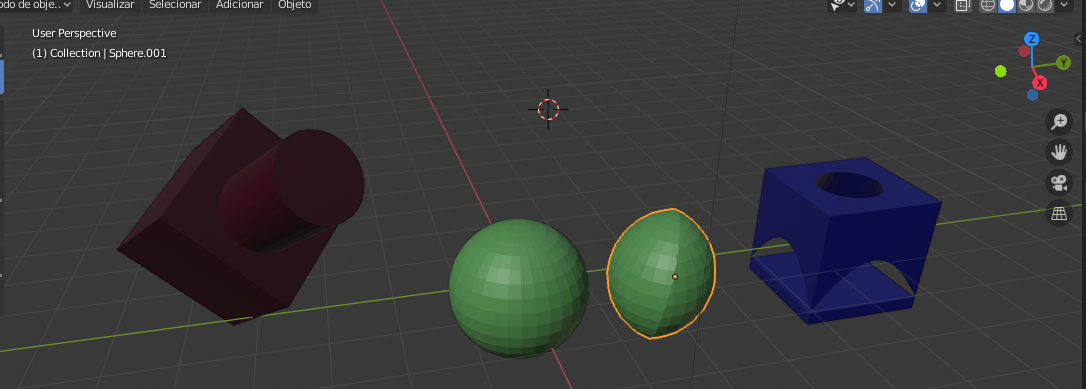 odo de obje.. Visualizar Selecionar Adicionar Objeto
User Perspective
(1) Collection | Sphere.001
Z
Y
X